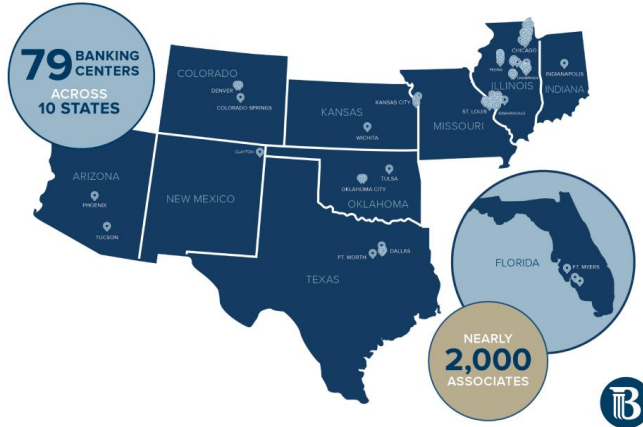 79 BANKING
CENTERS
ACROSS
10 STATES
COLORADO
DENVER
COLORADO SPRINGS
KANSAS
WICHITA
KANSAS CITY
MISSOURI
ST. LOUIS
CHICAGO
PEORIA
CHAMPAIGN
ILLINOIS
EDWARDSVILLE
INDIANAPOLIS
INDIANA
ARIZONA
PHOENIX
TUCSON
CLAYTON
NEW MEXICO
TULSA
OKLAHOMA CITY
OKLAHOMA
FT. WORTH
DALLAS
TEXAS
FLORIDA
FT. MYERS
NEARLY
2,000
ASSOCIATES
B